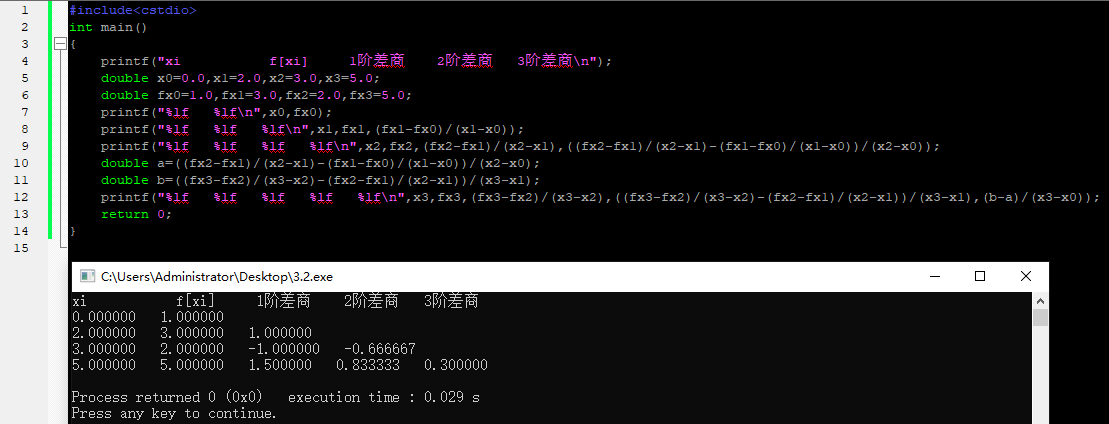 1 #include<cstdio>
2 int main()
3 {
4 printf("xi            f[xi]     1阶差商    2阶差商   3阶差商\n");
5 double x0=0.0,x1=2.0,x2=3.0,x3=5.0;
6 double fx0=1.0,fx1=3.0,fx2=2.0,fx3=5.0;
7 printf("%lf   %lf\n",x0,fx0);
8 printf("%lf   %lf   %lf\n",x1,fx1,(fx1-fx0)/(x1-x0));
9 printf("%lf   %lf   %lf   %lf\n",x2,fx2,(fx2-fx1)/(x2-x1),((fx2-fx1)/(x2-x1)-(fx1-fx0)/(x1-x0))/(x2-x0));
10 double a=((fx2-fx1)/(x2-x1)-(fx1-fx0)/(x1-x0))/(x2-x0);
11 double b=((fx3-fx2)/(x3-x2)-(fx2-fx1)/(x2-x1))/(x3-x1);
12 printf("%lf   %lf   %lf   %lf   %lf\n",x3,fx3,(fx3-fx2)/(x3-x2),((fx3-fx2)/(x3-x2)-(fx2-fx1)/(x2-x1))/(x3-x1),(b-a)/(x3-x0));
13 return 0;
14 }
15
C:\Users\Administrator\Desktop\3.2.exe
xi            f[xi]     1阶差商    2阶差商   3阶差商
0.000000   1.000000
2.000000   3.000000   1.000000
3.000000   2.000000   -1.000000   -0.666667
5.000000   5.000000   1.500000   0.833333   0.300000
Process returned 0 (0x0)   execution time : 0.029 s
Press any key to continue.